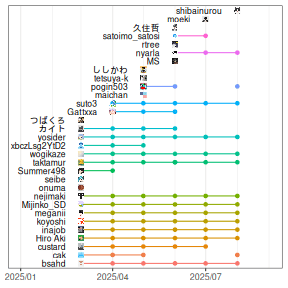 shibainurou
moeki
久住哲
satoimo_satosi
rtree
nyarla
MS
ししかわ
tetsuya-k
pogin503
maichan
suto3
Gattxxa
つばくろ
カイト
yosider
xbczLsg2YtD2
wogikaze
taktamur
Summer498
seibe
onuma
nejimaki
Mijinko_SD
meganii
koyoshi
inajob
Hiro Aki
custard
cak
bsahd
2025/01
2025/04
2025/07